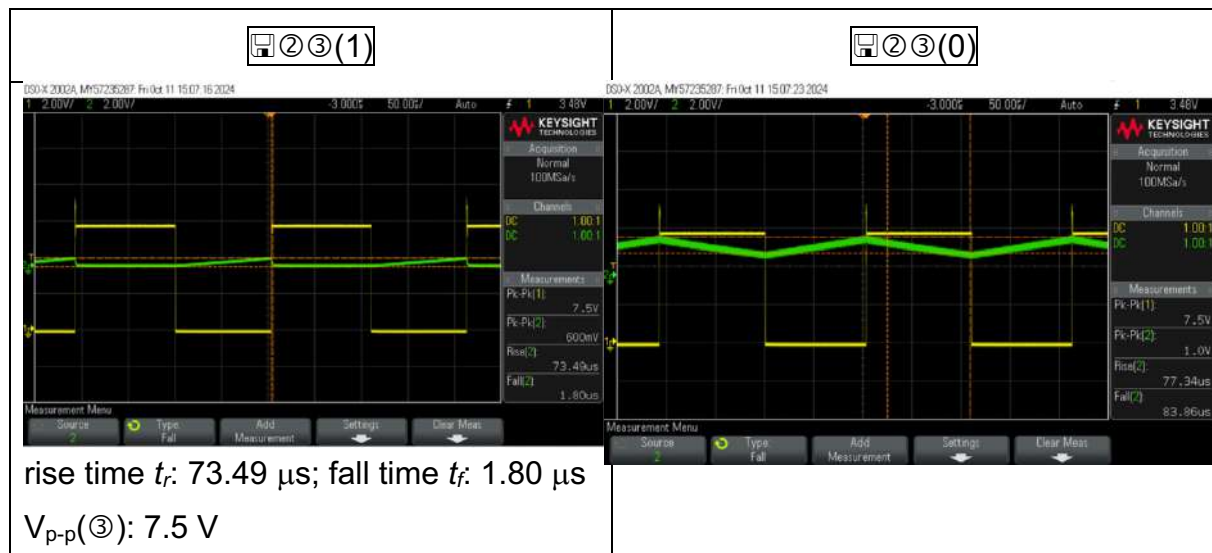 🖫②③(1)
🖫②③(0)
DSO-X 2002A, MY57235287: Fri Oct 11 15:07:16 2024
1 2.00V/ 2 2.00V/ -3.000s 50.00s/ Auto 1 3.48V
KEYSIGHT
TECHNOLOGIES
Acquisition
Normal
100MSa/s
Channels
DC 1.00:1
DC 1.00:1
Measurements
Pk-Pk(1):
7.5V
Pk-Pk(2):
600mV
Rise(2):
73.49us
Fall(2):
1.80us
Measurement Menu
Source
2
Type:
Fall
Add
Measurement
Settings
Clear Meas
DSO-X 2002A, MY57235287: Fri Oct 11 15:07:23 2024
1 2.00V/ 2 2.00V/ -3.000s 50.00s/ Auto 1 3.48V
KEYSIGHT
TECHNOLOGIES
Acquisition
Normal
100MSa/s
Channels
DC 1.00:1
DC 1.00:1
Measurements
Pk-Pk(1):
7.5V
Pk-Pk(2):
1.0V
Rise(2):
77.34us
Fall(2):
83.86us
Measurement Menu
Source
2
Type:
Fall
Add
Measurement
Settings
Clear Meas
rise time tr: 73.49 μs; fall time tf: 1.80 μs
Vp-p(③): 7.5 V